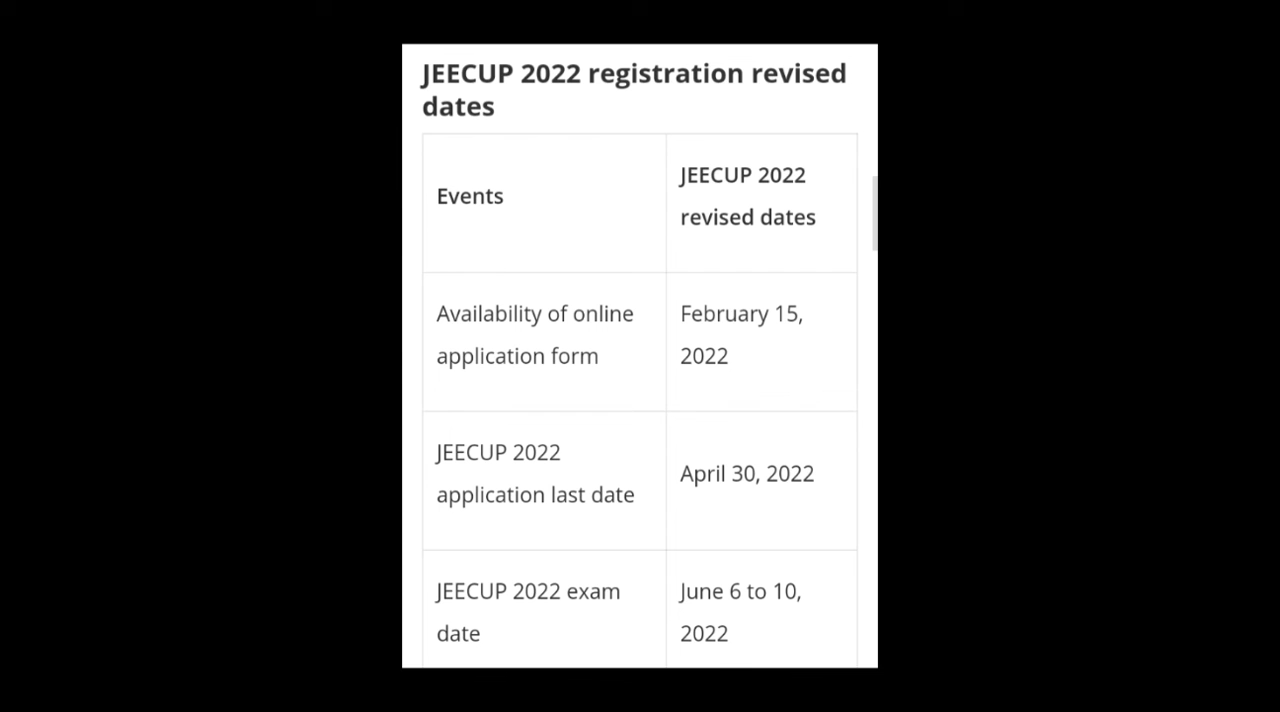 JEECUP 2022 registration revised
dates
Events
JEECUP 2022
revised dates
Availability of online
application form
February 15,
2022
JEECUP 2022
application last date
April 30, 2022
JEECUP 2022 exam
date
June 6 to 10,
2022